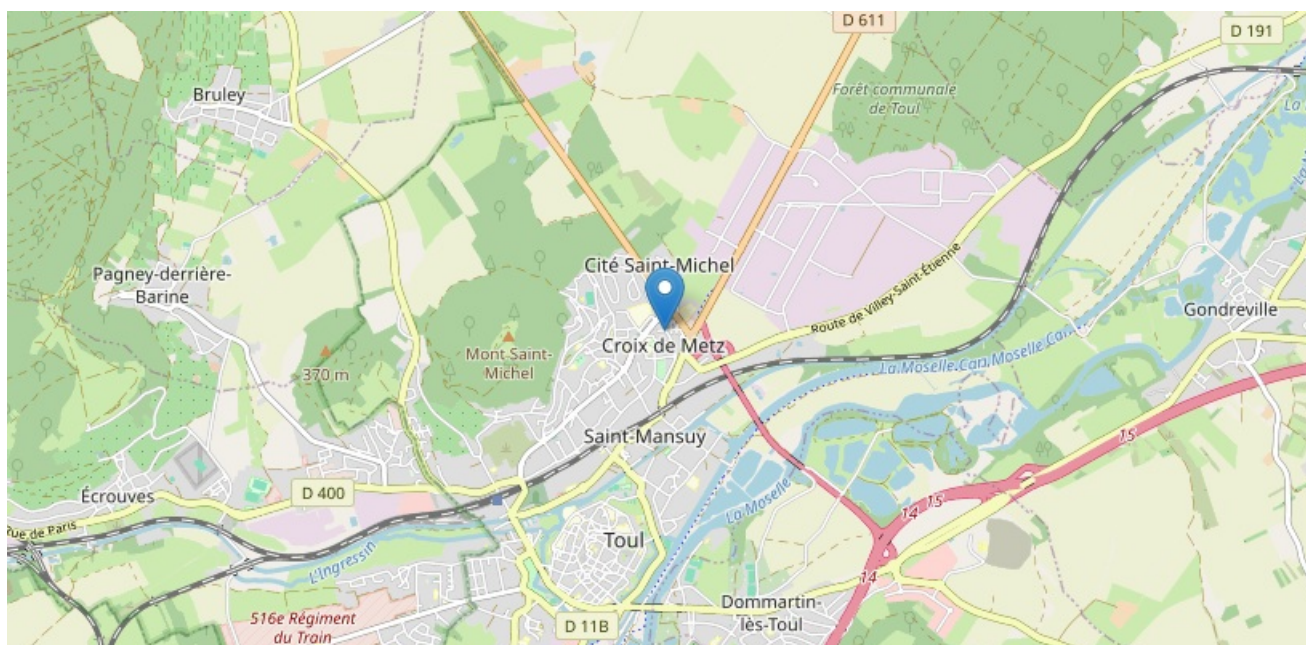 D 611
D 191
Forêt communale
de Toul
Bruley
La
Pagney-derrière-
Barine
Cité Saint-Michel
Gondreville
Route de Villey-Saint-Étienne
Croix de Metz
370 m
Mont Saint-
Michel
La Moselle Can.
Moselle Can.
15
Saint-Mansuy
D 400
Écrouves
rue de Paris
L'Ingressin
La Moselle
14
15
Toul
14
516e Régiment
du Train
D 11B
Dommartin-
lès-Toul